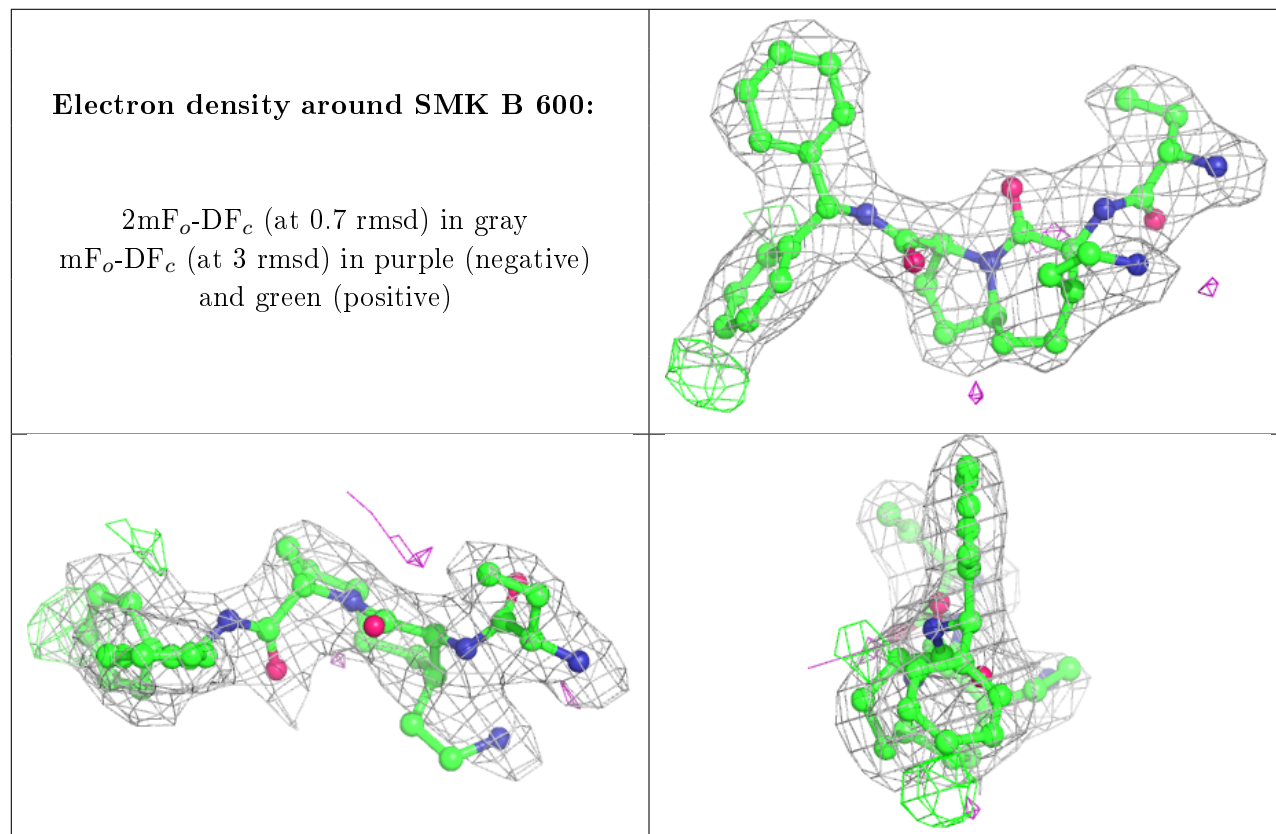 Electron density around SMK B 600:
2mFo-DFc (at 0.7 rmsd) in gray
mFo-DFc (at 3 rmsd) in purple (negative)
and green (positive)